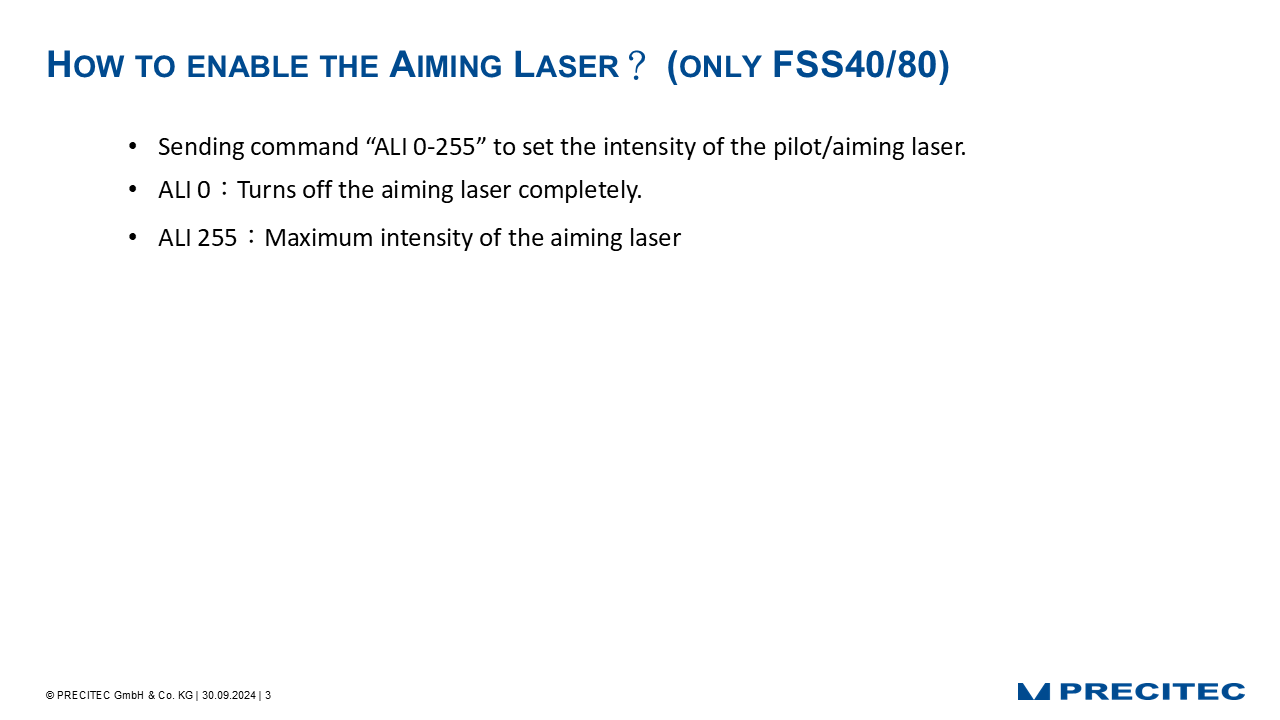 HOW TO ENABLE THE AIMING LASER？ (ONLY FSS40/80)
• Sending command “ALI 0-255” to set the intensity of the pilot/aiming laser.
• ALI 0：Turns off the aiming laser completely.
• ALI 255：Maximum intensity of the aiming laser
© PRECITEC GmbH & Co. KG | 30.09.2024 | 3
PRECITEC